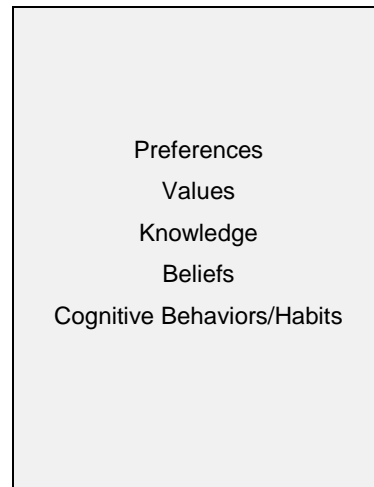 Preferences
Values
Knowledge
Beliefs
Cognitive Behaviors/Habits